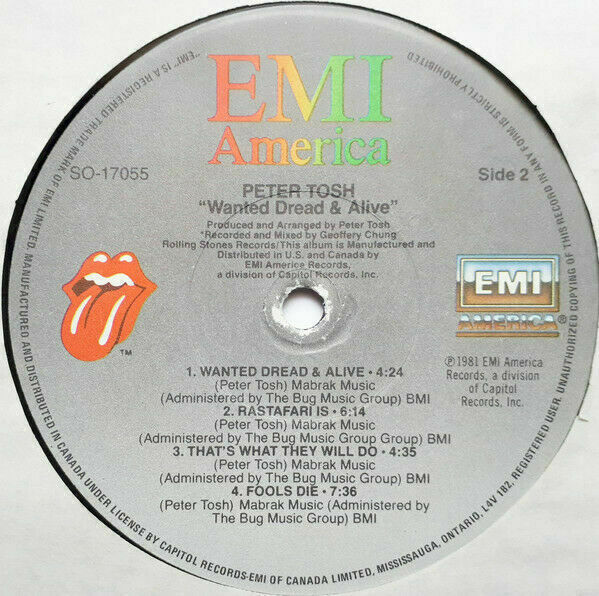 EMI
America
SO-17055
Side 2
PETER TOSH
"Wanted Dread & Alive"
Produced and Arranged by Peter Tosh
*Recorded and Mixed by Geoffery Chung
Rolling Stones Records/This album is Manufactured and
Distributed in U.S. and Canada by
EMI America Records,
a division of Capitol Records, Inc.
TM
EMI
AMERICA®
℗1981 EMI America
Records, a division
of Capitol
Records, Inc.
1. WANTED DREAD & ALIVE • 4:24
(Peter Tosh) Mabrak Music
(Administered by The Bug Music Group) BMI
2. RASTAFARI IS • 6:14
(Peter Tosh) Mabrak Music
(Administered by The Bug Music Group Group) BMI
3. THAT'S WHAT THEY WILL DO • 4:35
(Peter Tosh) Mabrak Music
(Administered by The Bug Music Group) BMI
4. FOOLS DIE • 7:36
(Peter Tosh) Mabrak Music (Administered by
The Bug Music Group) BMI
MANUFACTURED AND DISTRIBUTED IN CANADA UNDER LICENSE BY CAPITOL RECORDS-EMI OF CANADA LIMITED, MISSISSAUGA, ONTARIO, L4V 1B2, REGISTERED USER. UNAUTHORIZED COPYING OF THIS RECORD IN ANY FORM IS STRICTLY PROHIBITED
"EMI" IS A REGISTERED TRADE MARK OF EMI LIMITED.